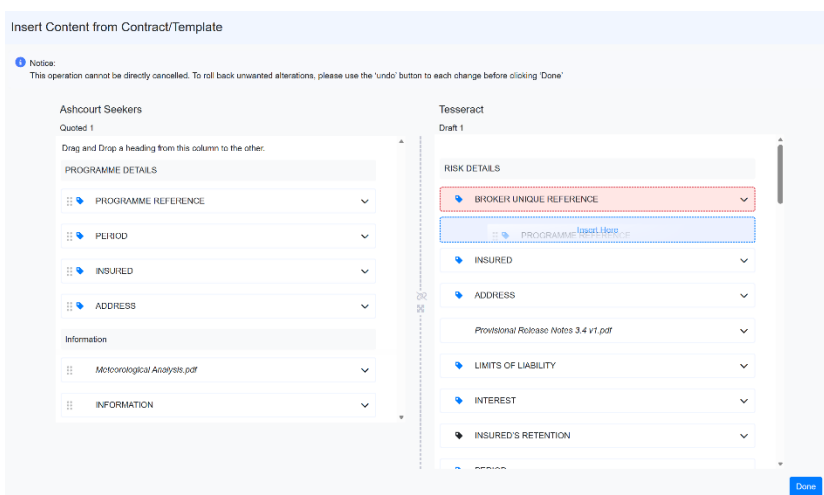 Insert Content from Contract/Template
Notice:
This operation cannot be directly cancelled. To roll back unwanted alterations, please use the 'undo' button to each change before clicking 'Done'
Ashcourt Seekers
Quoted 1
Drag and Drop a heading from this column to the other.
PROGRAMME DETAILS
PROGRAMME REFERENCE
PERIOD
INSURED
ADDRESS
Information
Meteorological Analysis.pdf
INFORMATION
Tesseract
Draft 1
RISK DETAILS
BROKER UNIQUE REFERENCE
Insert Here
PROGRAMME REFERENCE
INSURED
ADDRESS
Provisional Release Notes 3.4 v1.pdf
LIMITS OF LIABILITY
INTEREST
INSURED'S RETENTION
PERIOD
Done